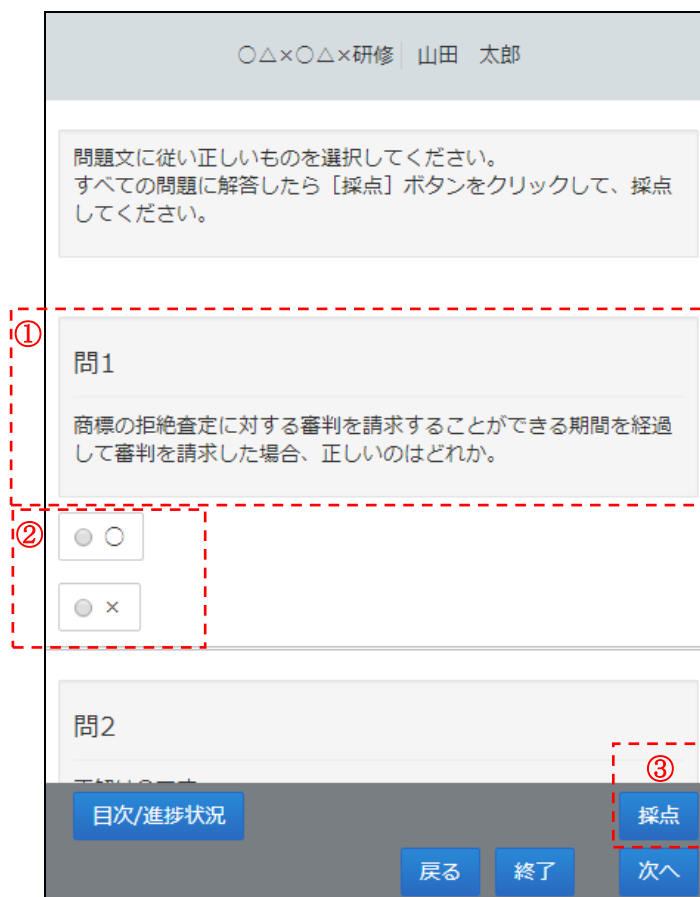 ○△×○△×研修 山田 太郎
問題文に従い正しいものを選択してください。
すべての問題に解答したら［採点］ボタンをクリックして、採点
してください。
①
問1
商標の拒絶査定に対する審判を請求することができる期間を経過
して審判を請求した場合、正しいのはどれか。
②
○
×
問2
③
目次/進捗状況
採点
戻る
終了
次へ